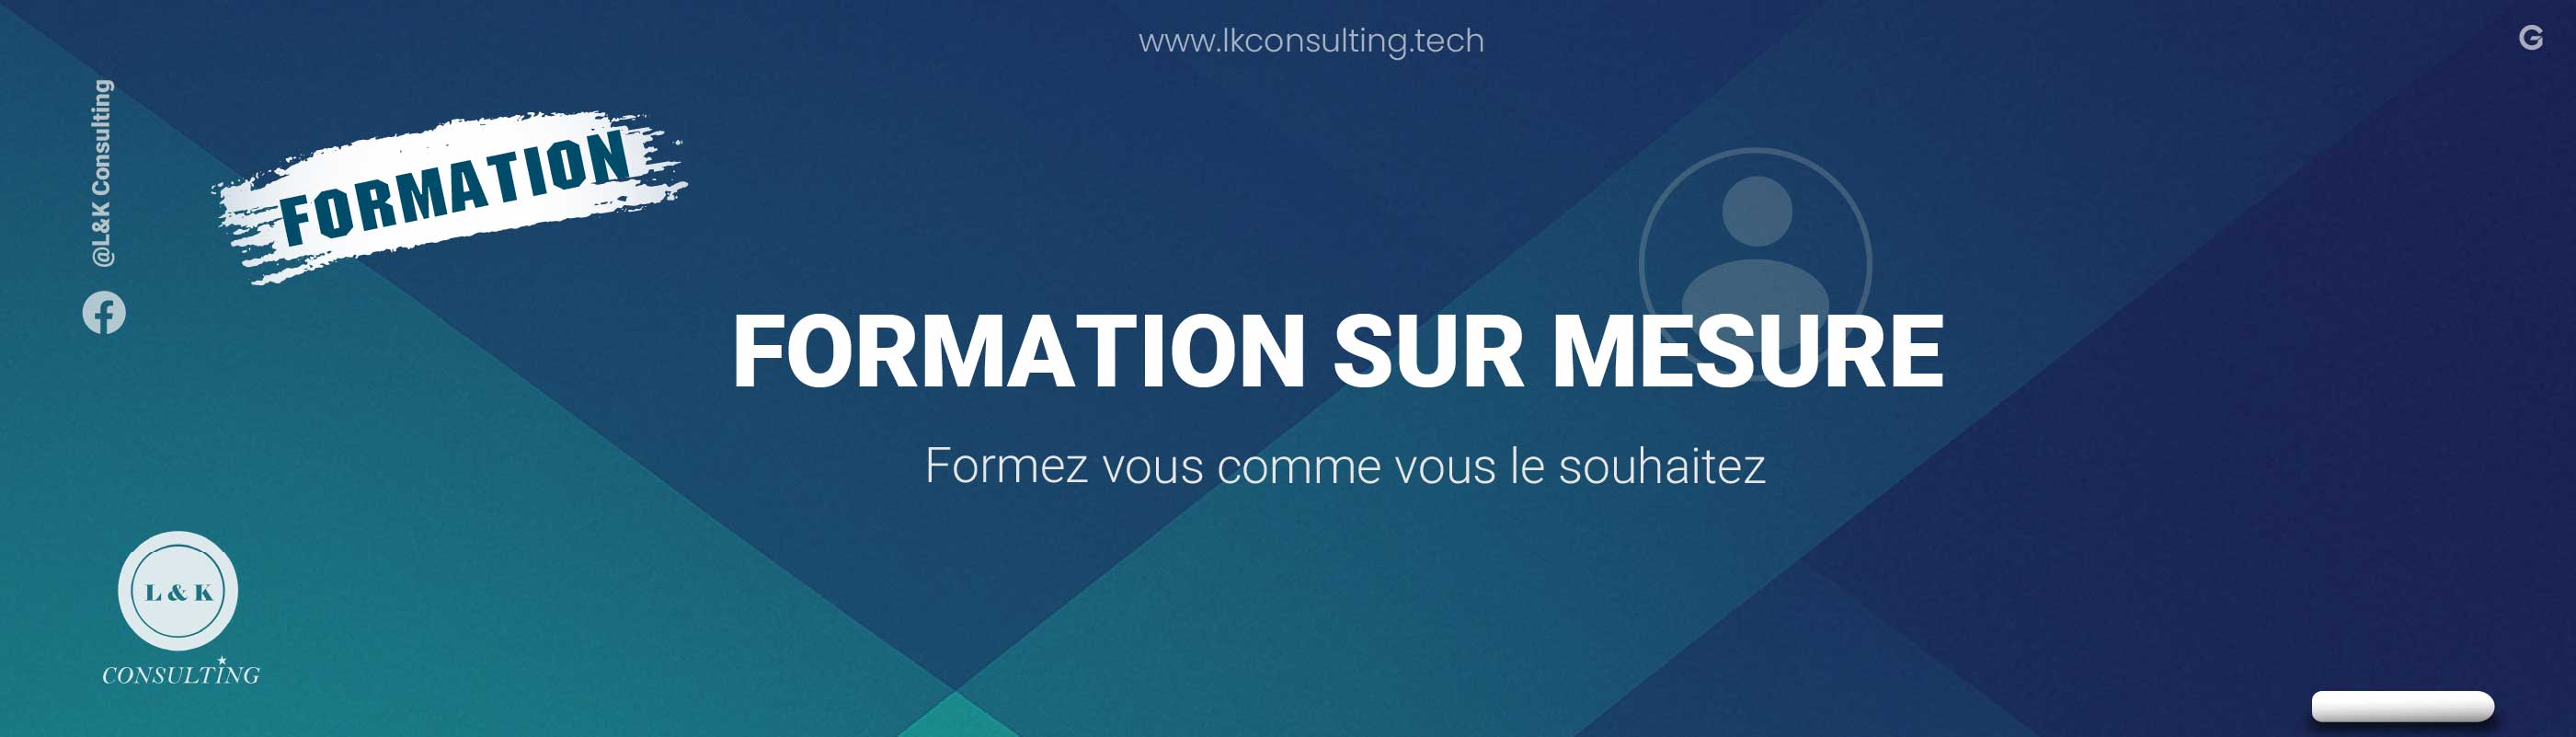 www.lkconsulting.tech
G
@L&K Consulting
FORMATION
FORMATION SUR MESURE
Formez vous comme vous le souhaitez
L & K
CONSULTING